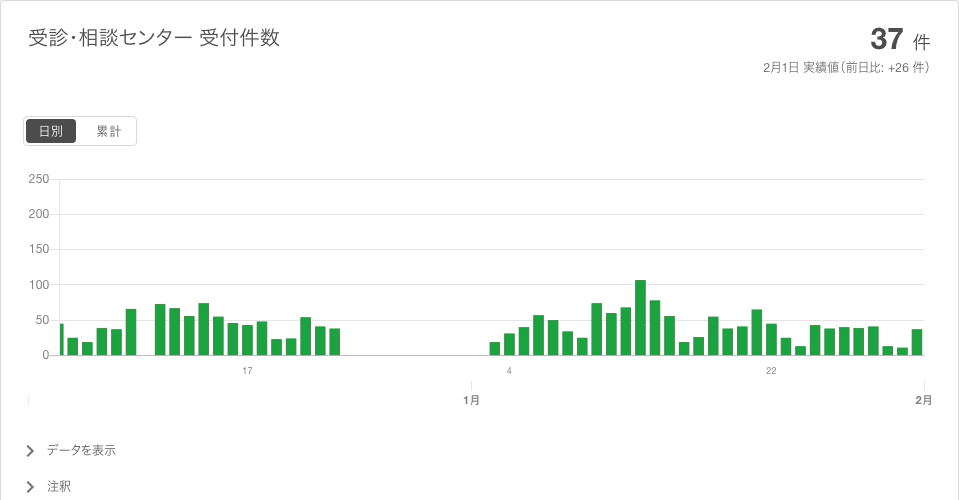 受診・相談センター 受付件数
37 件
2月1日 実績値(前日比: +26 件)
日別 累計
250
200
150
100
50
0
17 4 22
1月 2月
データを表示
注釈